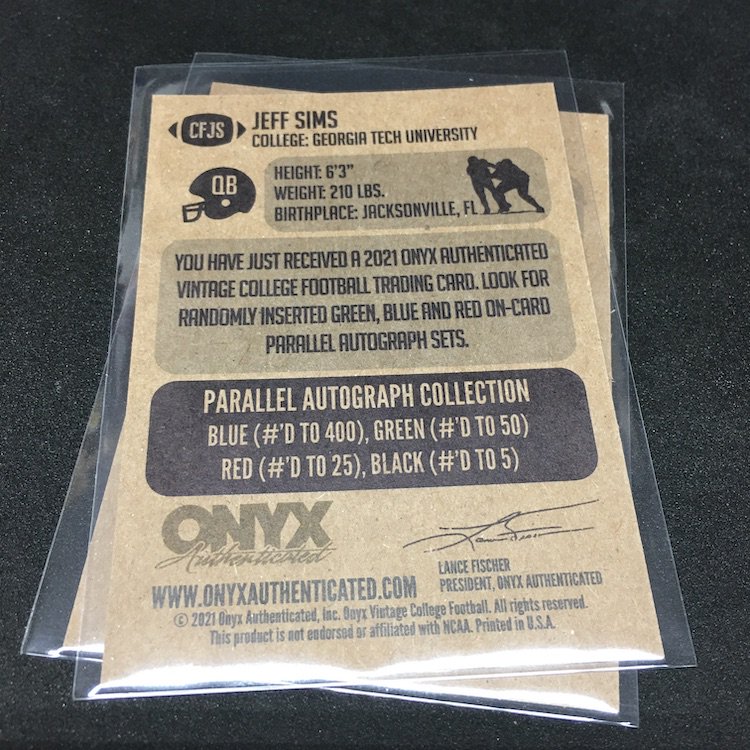 CFJS
JEFF SIMS
COLLEGE: GEORGIA TECH UNIVERSITY
QB
HEIGHT: 6'3"
WEIGHT: 210 LBS.
BIRTHPLACE: JACKSONVILLE, FL
YOU HAVE JUST RECEIVED A 2021 ONYX AUTHENTICATED
VINTAGE COLLEGE FOOTBALL TRADING CARD. LOOK FOR
RANDOMLY INSERTED GREEN, BLUE AND RED ON-CARD
PARALLEL AUTOGRAPH SETS.
PARALLEL AUTOGRAPH COLLECTION
BLUE (#'D TO 400), GREEN (#'D TO 50)
RED (#'D TO 25), BLACK (#'D TO 5)
ONYX
Authenticated
LANCE FISCHER
PRESIDENT, ONYX AUTHENTICATED
WWW.ONYXAUTHENTICATED.COM
© 2021 Onyx Authenticated, Inc. Onyx Vintage College Football. All rights reserved.
This product is not endorsed or affiliated with NCAA. Printed in U.S.A.